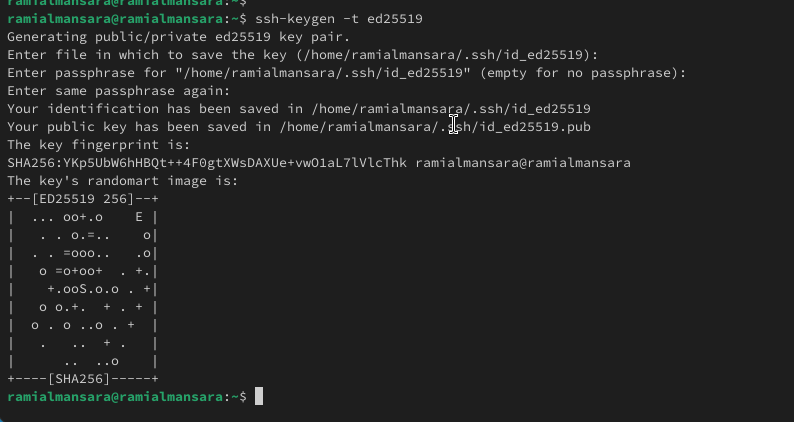 ramialmansara@ramialmansara:~$
ramialmansara@ramialmansara:~$ ssh-keygen -t ed25519
Generating public/private ed25519 key pair.
Enter file in which to save the key (/home/ramialmansara/.ssh/id_ed25519):
Enter passphrase for "/home/ramialmansara/.ssh/id_ed25519" (empty for no passphrase):
Enter same passphrase again:
Your identification has been saved in /home/ramialmansara/.ssh/id_ed25519
Your public key has been saved in /home/ramialmansara/.ssh/id_ed25519.pub
The key fingerprint is:
SHA256:YKp5UbW6hHBQt++4F0gtXWsDAXUe+vwO1aL7lVlcThk ramialmansara@ramialmansara
The key's randomart image is:
+--[ED25519 256]--+
|  ... oo+.o    E |
|   . . o.=..    o|
|  . . =ooo..   .o|
|   o =o+oo+  . +.|
|    +.ooS.o.o . +|
|   o o.+.  + . + |
|  o . o ..o . +  |
|   .   ..  + .   |
|      ..  ..o    |
+----[SHA256]-----+
ramialmansara@ramialmansara:~$